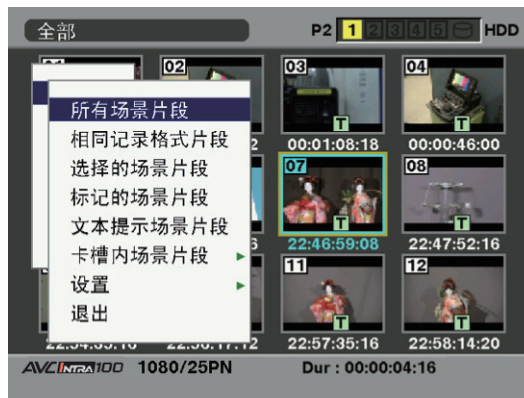 全部 P2 1 2 3 4 5 HDD
02 03 04
所有场景片段
相同记录格式片段
选择的场景片段
标记的场景片段
文本提示场景片段
卡槽内场景片段
设置
退出
T T
2 00:01:08:18 00:00:46:00
07 08
T T
6 22:46:59:08 22:47:52:16
11 12
T T
22:57:35:16 22:58:14:20
AVC INTRA 100 1080/25PN Dur : 00:00:04:16